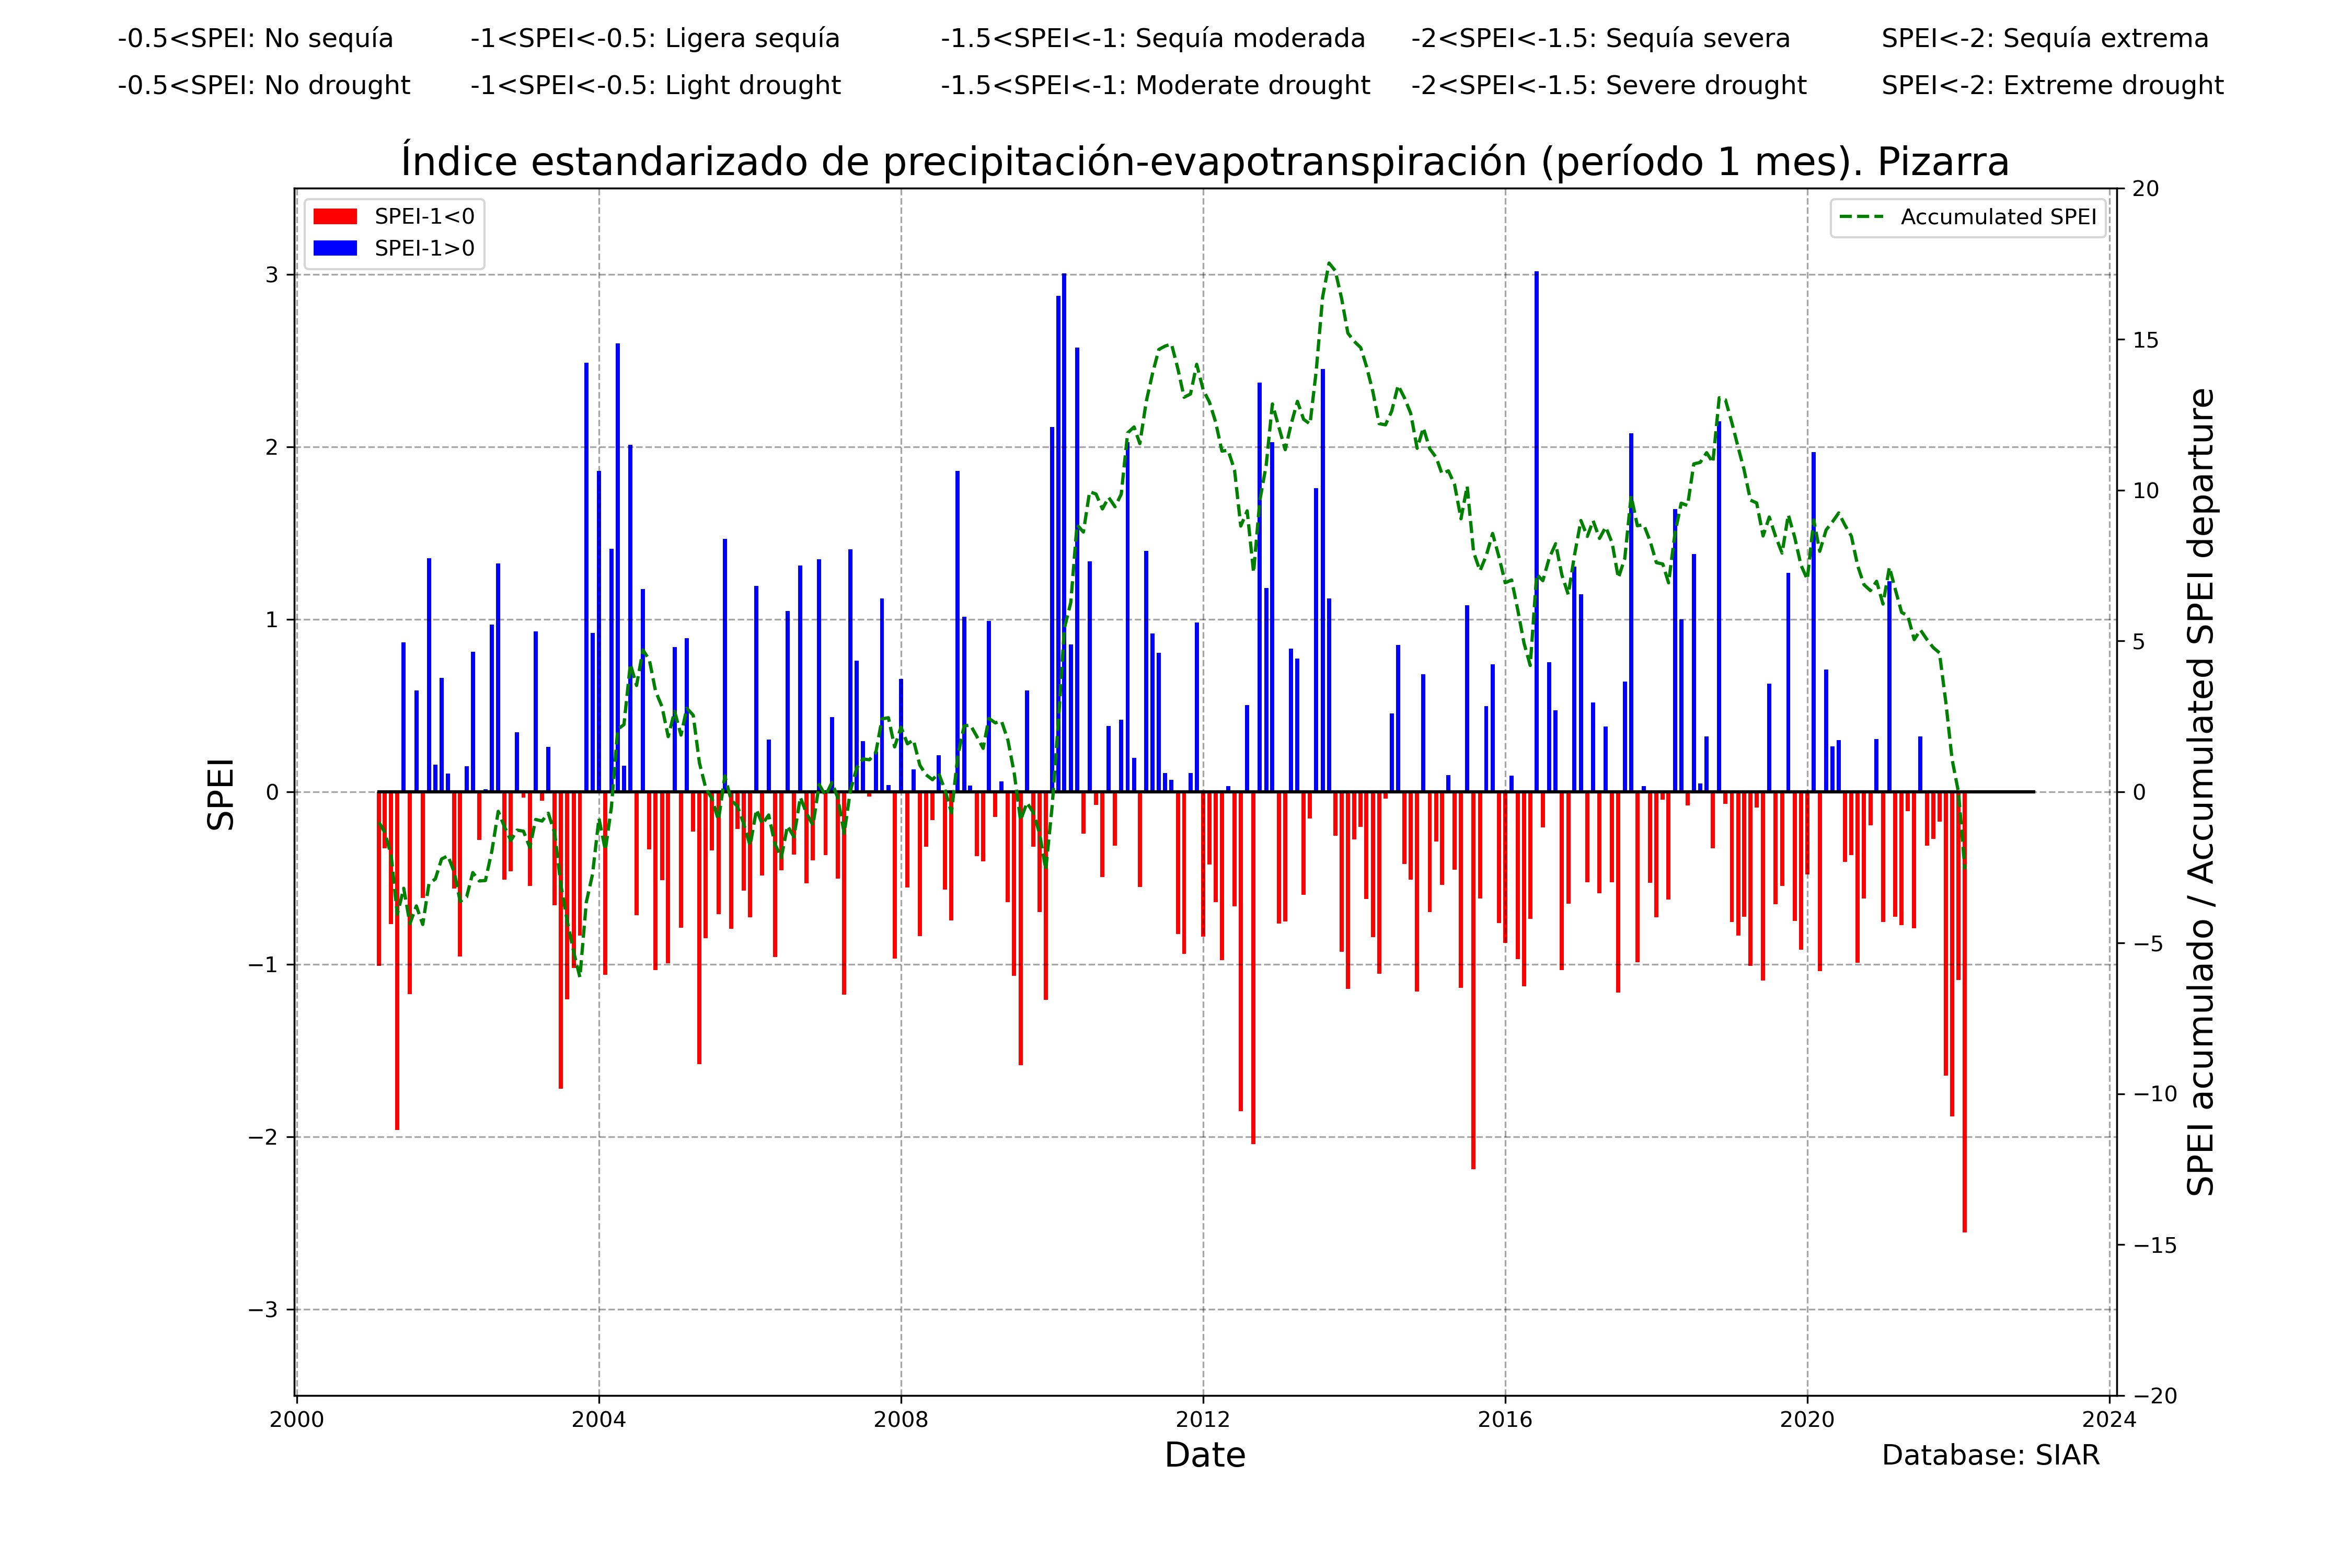 -0.5<SPEI: No sequía -1<SPEI<-0.5: Ligera sequía -1.5<SPEI<-1: Sequía moderada -2<SPEI<-1.5: Sequía severa SPEI<-2: Sequía extrema
-0.5<SPEI: No drought -1<SPEI<-0.5: Light drought -1.5<SPEI<-1: Moderate drought -2<SPEI<-1.5: Severe drought SPEI<-2: Extreme drought
Índice estandarizado de precipitación-evapotranspiración (período 1 mes). Pizarra
SPEI-1<0
SPEI-1>0
Accumulated SPEI
SPEI
3
2
1
0
−1
−2
−3
20
15
10
5
0
−5
−10
−15
−20
SPEI acumulado / Accumulated SPEI departure
2000 2004 2008 2012 2016 2020 2024
Date
Database: SIAR